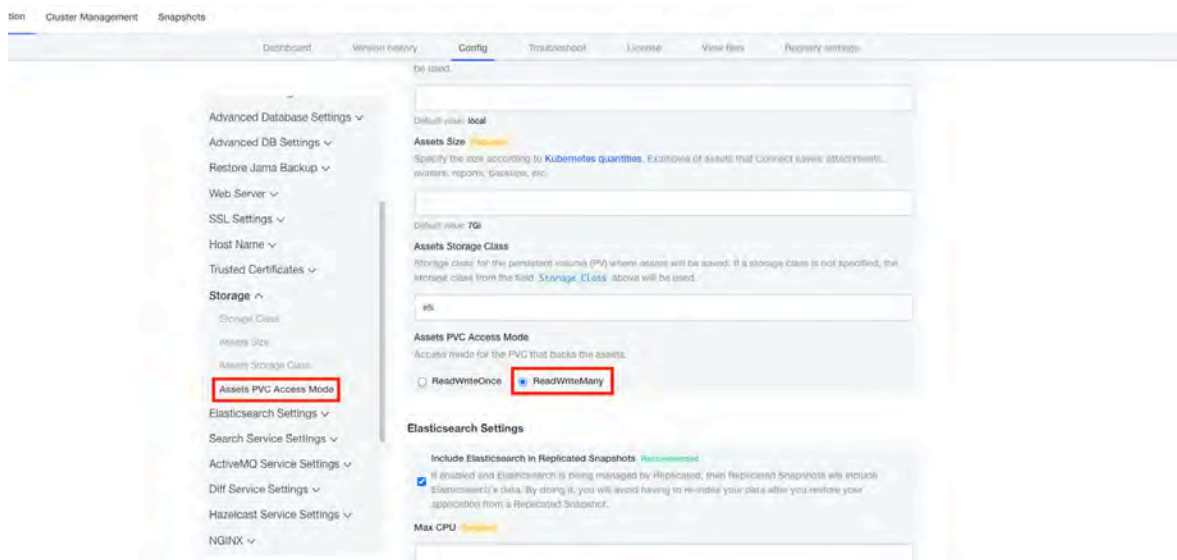 tion Cluster Management Snapshots
Dashboard Version history Config Troubleshoot License View files Registry settings
Advanced Database Settings
Advanced DB Settings
Restore Jama Backup
Web Server
SSL Settings
Host Name
Trusted Certificates
Storage
Storage Class
Assets Size
Assets Storage Class
Assets PVC Access Mode
Elasticsearch Settings
Search Service Settings
ActiveMQ Service Settings
Diff Service Settings
Hazelcast Service Settings
NGINX
be used.
Default value: local
Assets Size Required
Specify the size according to Kubernetes quantities. Examples of assets that Connect saves: attachments,
avatars, reports, backups, etc.
Default value: 7Gi
Assets Storage Class
Storage class for the persistent volume (PV) where assets will be saved. If a storage class is not specified, the
storage class from the field Storage Class above will be used.
efs
Assets PVC Access Mode
Access mode for the PVC that backs the assets.
ReadWriteOnce ReadWriteMany
Elasticsearch Settings
Include Elasticsearch in Replicated Snapshots Recommended
If enabled and Elasticsearch is being managed by Replicated, then Replicated Snapshots will include
Elasticsearch's data. By doing it, you will avoid having to re-index your data after you restore your
application from a Replicated Snapshot.
Max CPU Required